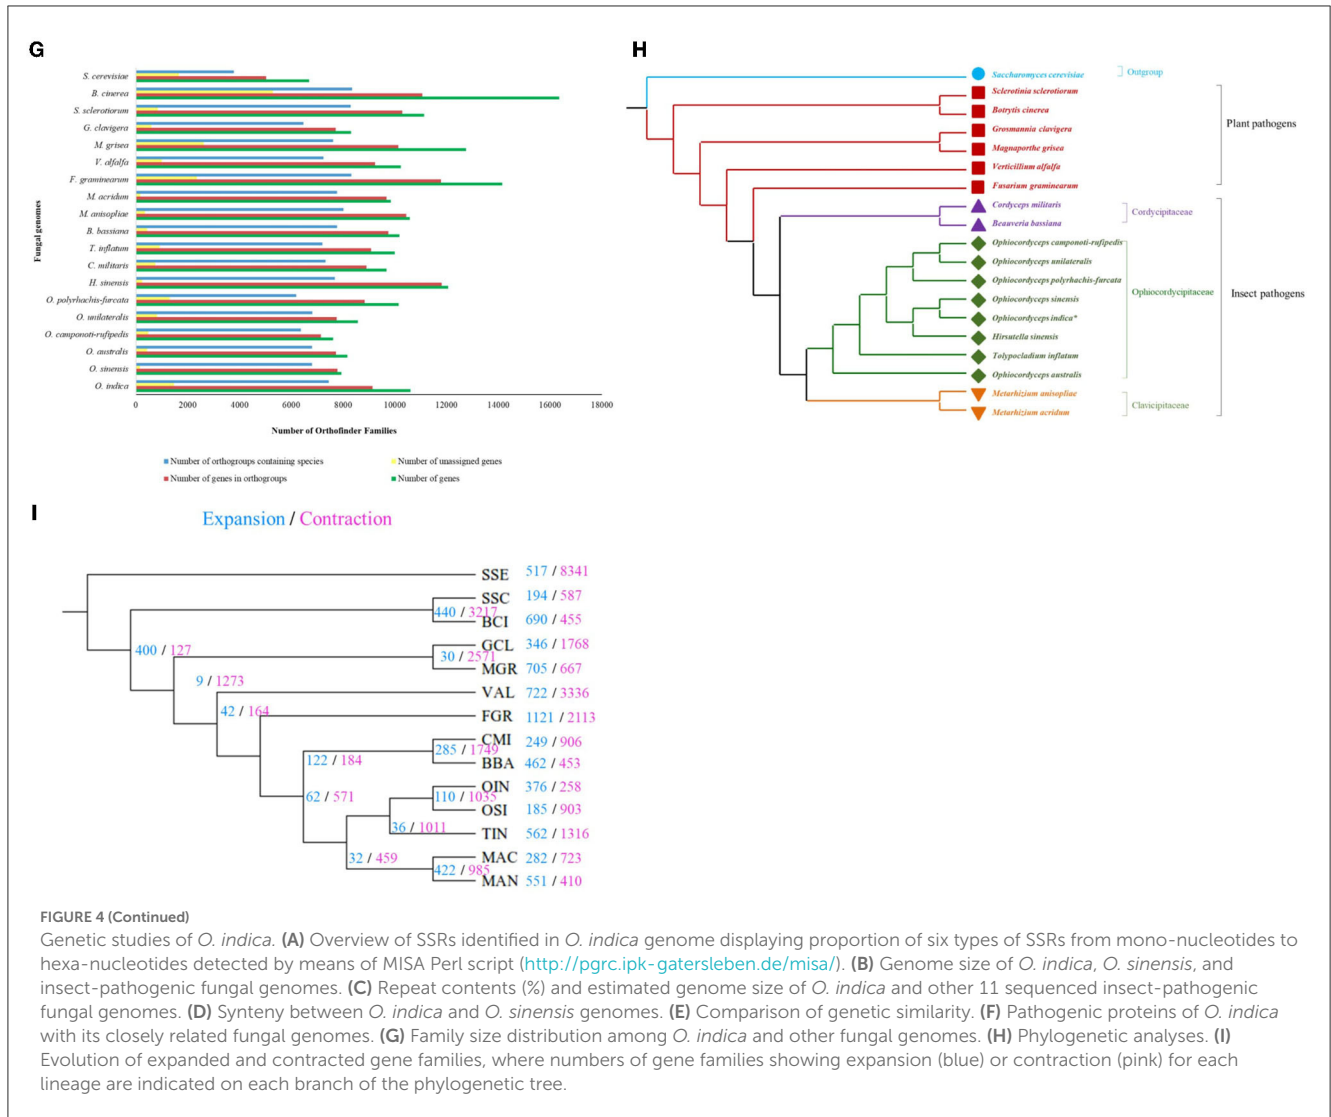 G
S. cerevisiae
B. cinerea
S. sclerotiorum
G. clavigera
M. grisea
V. alfalfa
F. graminearum
M. acridum
M. anisopliae
B. bassiana
T. inflatum
C. militaris
H. sinensis
O. polyrhachis-furcata
O. unilateralis
O. camponoti-rufipedis
O. australis
O. sinensis
O. indica
Fungal genomes
0 2000 4000 6000 8000 10000 12000 14000 16000 18000
Number of Orthofinder Families
Number of orthogroups containing species
Number of unassigned genes
Number of genes in orthogroups
Number of genes
H
Saccharomyces cerevisiae
Outgroup
Sclerotinia sclerotiorum
Botrytis cinerea
Grosmannia clavigera
Magnaporthe grisea
Verticillium alfalfa
Fusarium graminearum
Plant pathogens
Cordyceps militaris
Beauveria bassiana
Cordycipitaceae
Ophiocordyceps camponoti-rufipedis
Ophiocordyceps unilateralis
Ophiocordyceps polyrhachis-furcata
Ophiocordyceps sinensis
Ophiocordyceps indica*
Hirsutella sinensis
Tolypocladium inflatum
Ophiocordyceps australis
Ophiocordycipitaceae
Insect pathogens
Metarhizium anisopliae
Metarhizium acridum
Clavicipitaceae
I
Expansion / Contraction
SSE 517 / 8341
SSC 194 / 587
440 / 3217
BCI 690 / 455
400 / 127
GCL 346 / 1768
30 / 2571
MGR 705 / 667
9 / 1273
VAL 722 / 3336
42 / 164
FGR 1121 / 2113
CMI 249 / 906
285 / 1749
122 / 184
BBA 462 / 453
OIN 376 / 258
62 / 571
110 / 1035
OSI 185 / 903
36 / 1011
TIN 562 / 1316
32 / 459
MAC 282 / 723
422 / 985
MAN 551 / 410
FIGURE 4 (Continued)
Genetic studies of O. indica. (A) Overview of SSRs identified in O. indica genome displaying proportion of six types of SSRs from mono-nucleotides to
hexa-nucleotides detected by means of MISA Perl script (http://pgrc.ipk-gatersleben.de/misa/). (B) Genome size of O. indica, O. sinensis, and
insect-pathogenic fungal genomes. (C) Repeat contents (%) and estimated genome size of O. indica and other 11 sequenced insect-pathogenic
fungal genomes. (D) Synteny between O. indica and O. sinensis genomes. (E) Comparison of genetic similarity. (F) Pathogenic proteins of O. indica
with its closely related fungal genomes. (G) Family size distribution among O. indica and other fungal genomes. (H) Phylogenetic analyses. (I)
Evolution of expanded and contracted gene families, where numbers of gene families showing expansion (blue) or contraction (pink) for each
lineage are indicated on each branch of the phylogenetic tree.